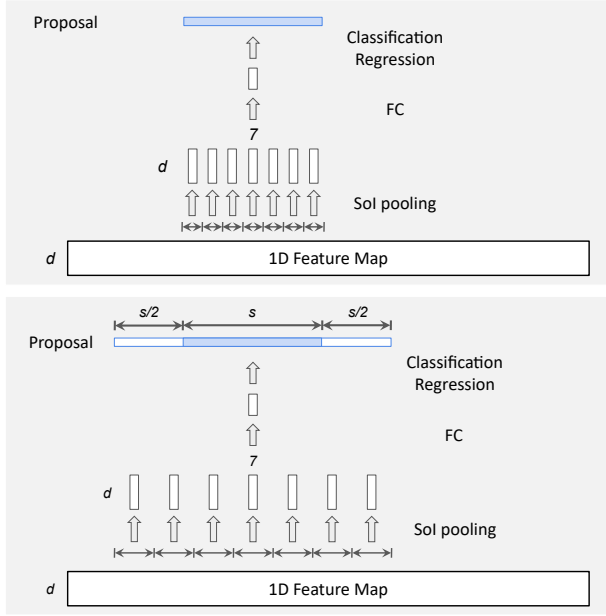 Proposal
Classification
Regression
FC
7
d
SoI pooling
d
1D Feature Map
s/2
s
s/2
Proposal
Classification
Regression
FC
7
d
SoI pooling
d
1D Feature Map